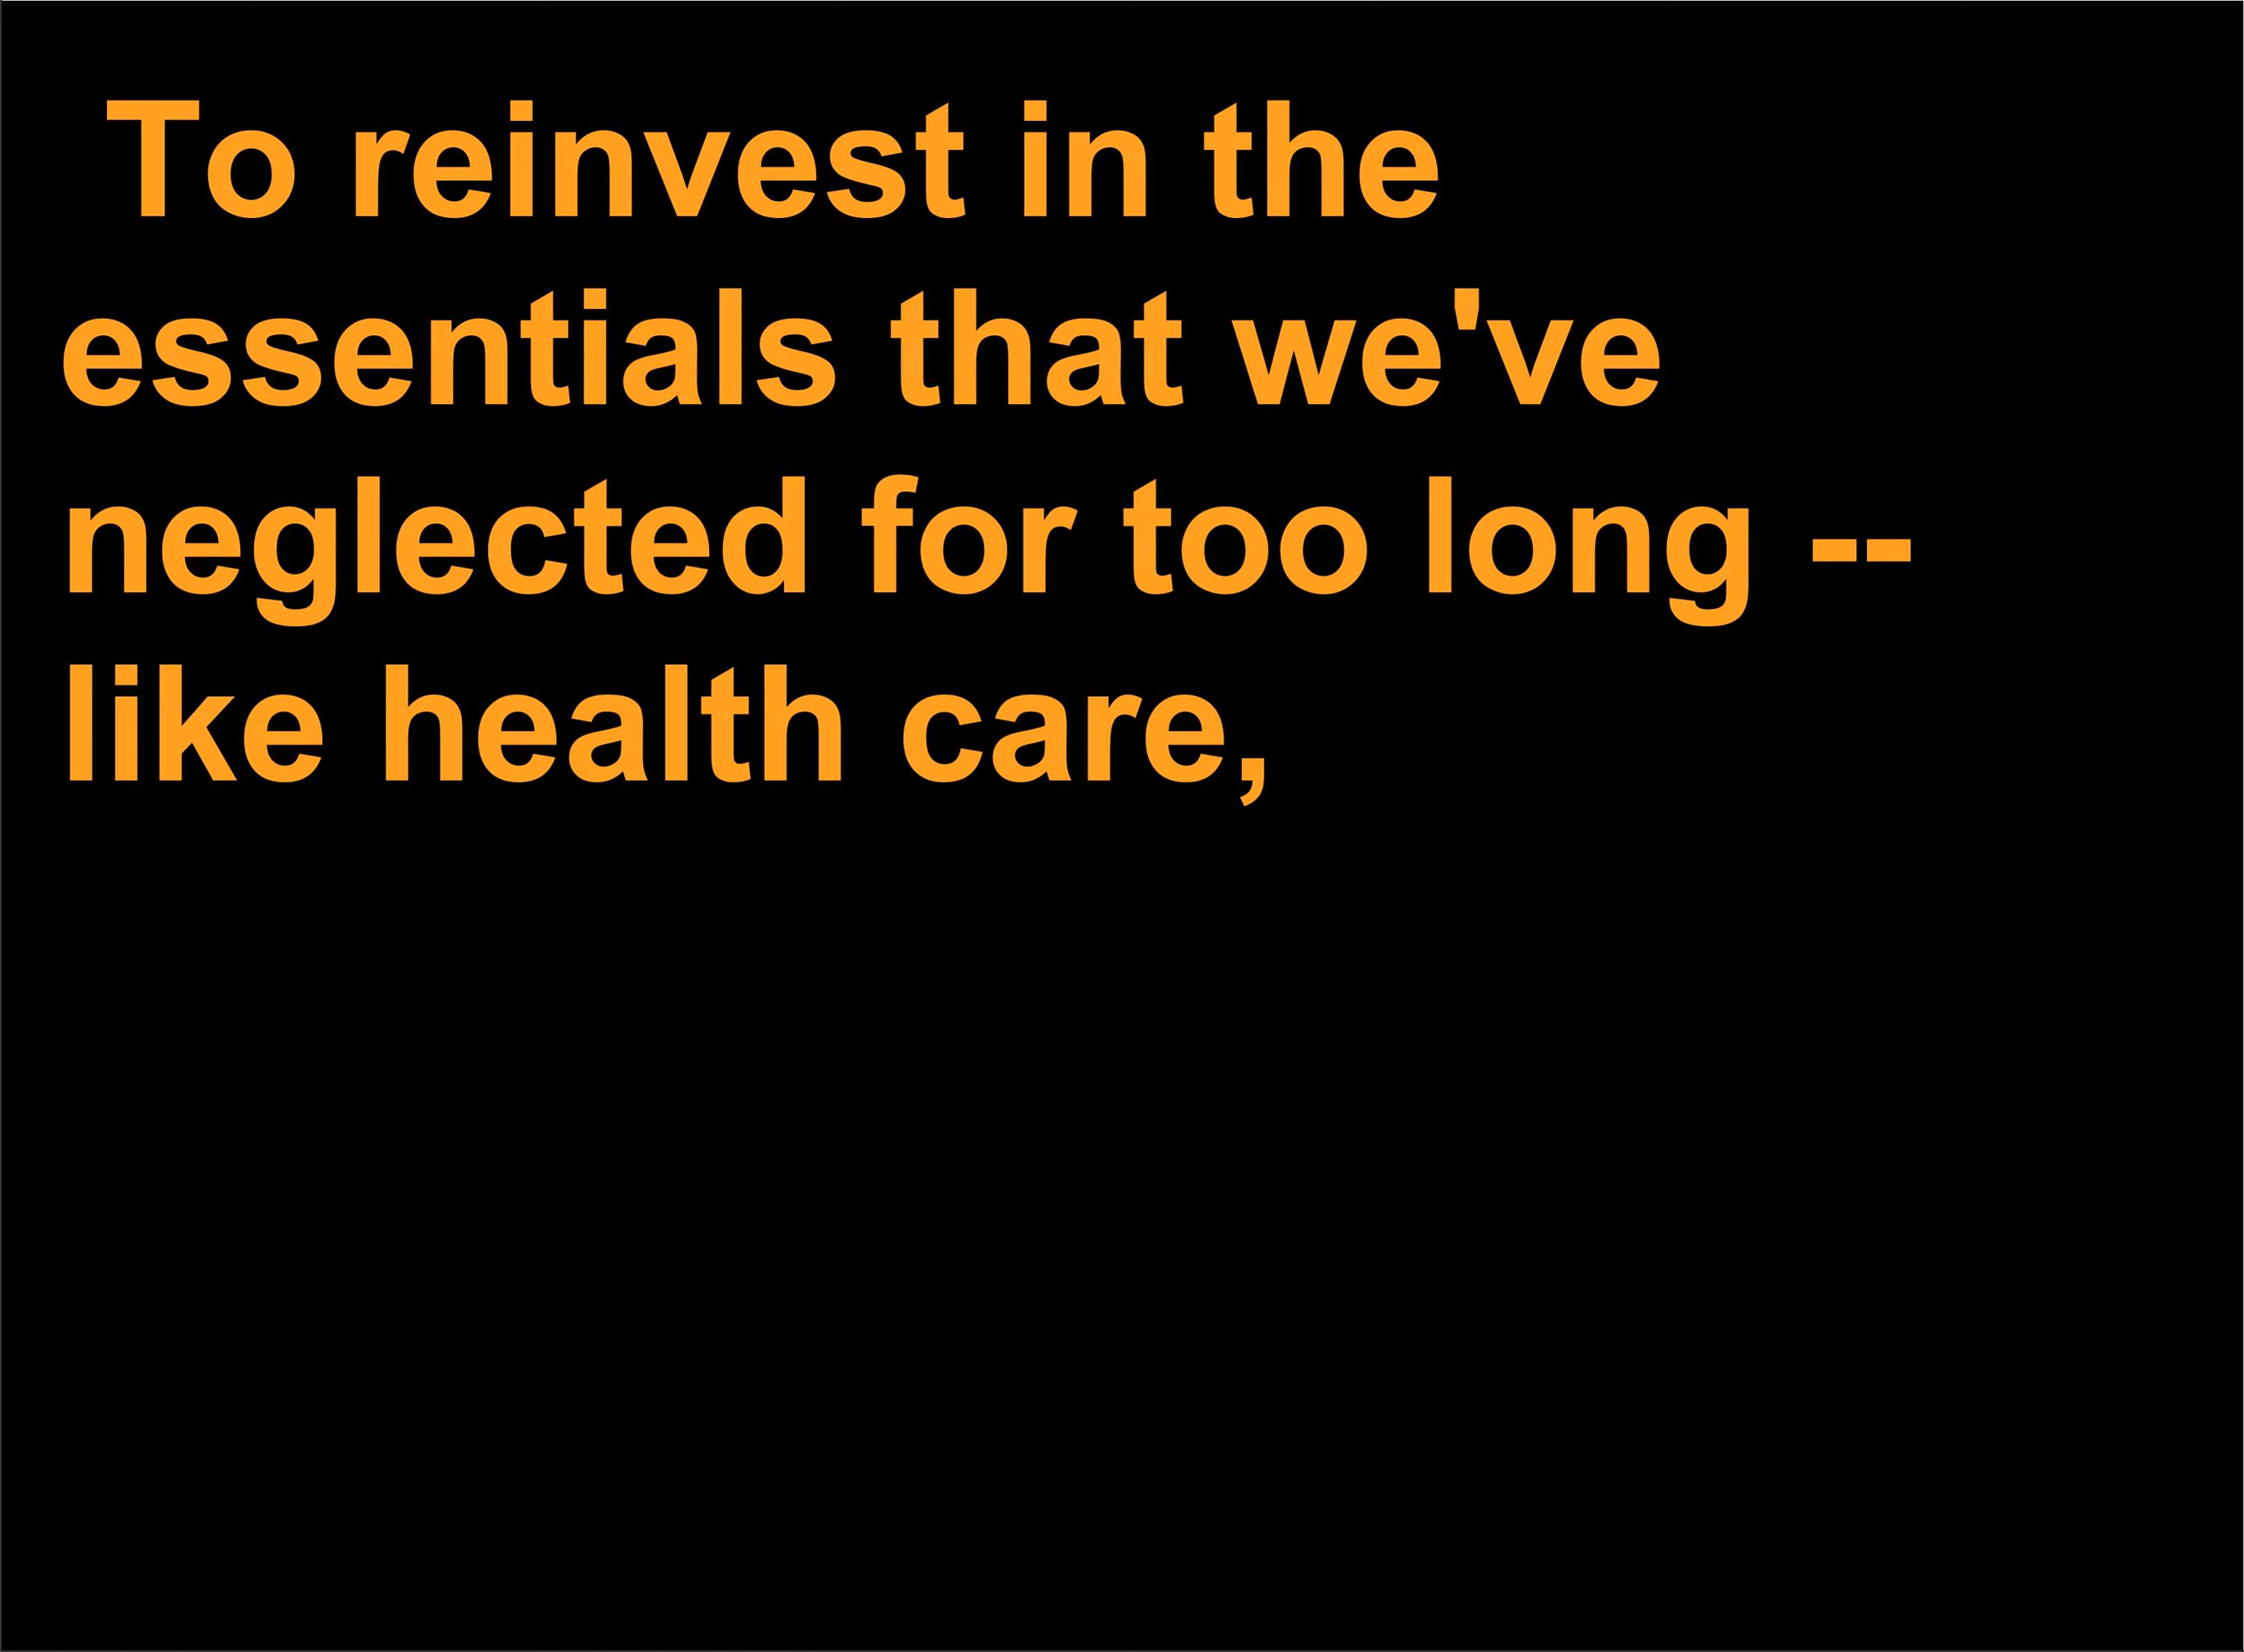 To reinvest in the
essentials that we've
neglected for too long --
like health care,